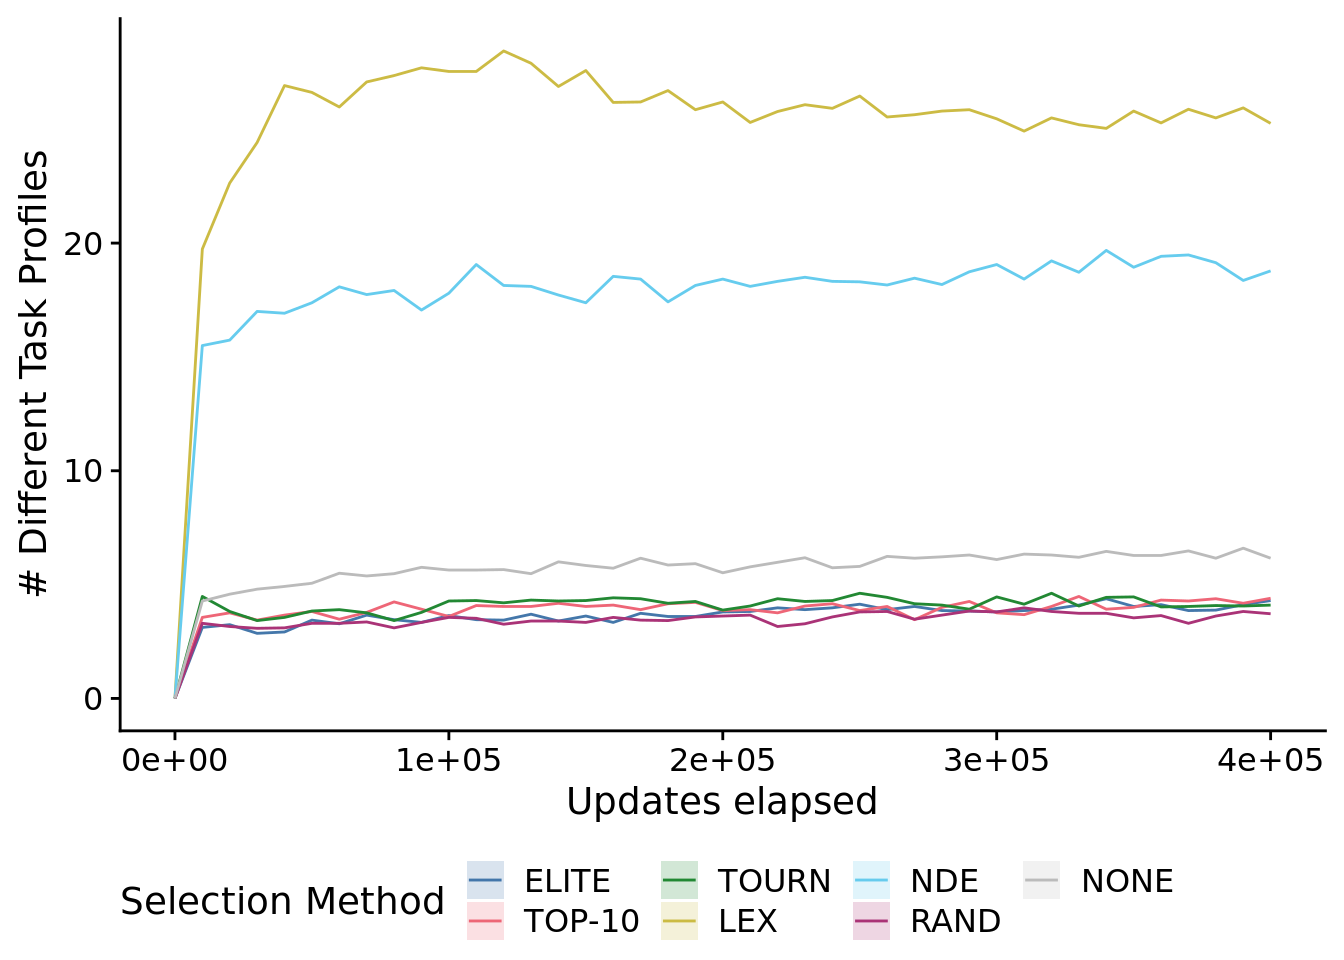 # Different Task Profiles
20
10
0
0e+00 1e+05 2e+05 3e+05 4e+05
Updates elapsed
Selection Method
ELITE TOURN NDE NONE
TOP-10 LEX RAND